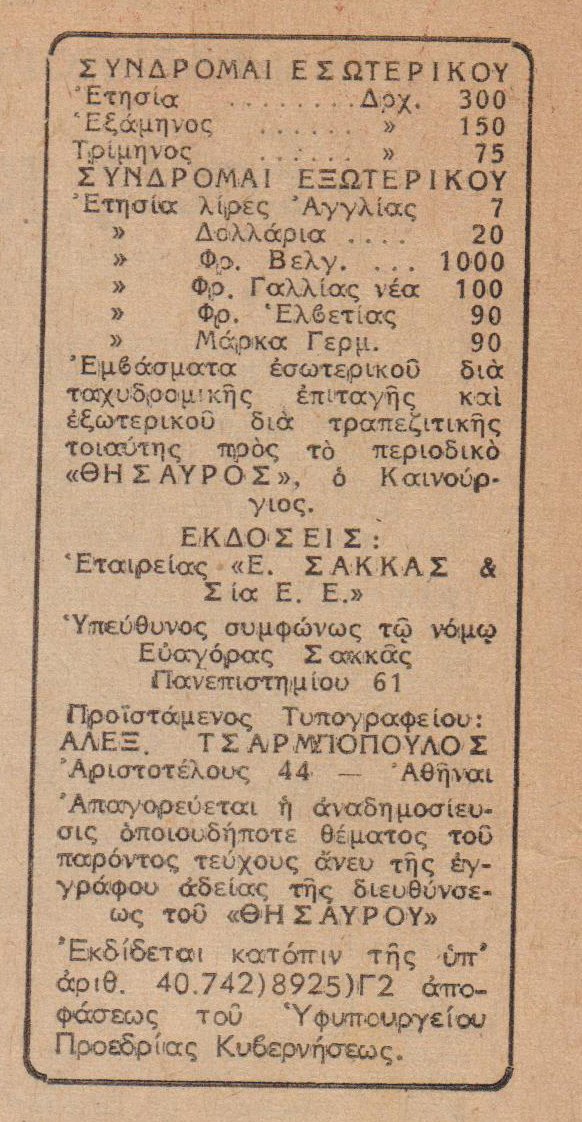 ΣΥΝΔΡΟΜΑΙ ΕΣΩΤΕΡΙΚΟΥ
Ἐτησία ........ Δρχ. 300
Ἑξάμηνος ...... » 150
Τρίμηνος ...... » 75
ΣΥΝΔΡΟΜΑΙ ΕΞΩΤΕΡΙΚΟΥ
Ἐτησία λίρες Ἀγγλίας 7
» Δολλάρια .... 20
» Φρ. Βελγ. ... 1000
» Φρ. Γαλλίας νέα 100
» Φρ. Ἑλβετίας 90
» Μάρκα Γερμ. 90
Ἐμβάσματα ἐσωτερικοῦ διὰ
ταχυδρομικῆς ἐπιταγῆς καὶ
ἐξωτερικοῦ διὰ τραπεζιτικῆς
τοιαύτης πρὸς τὸ περιοδικὸ
«ΘΗΣΑΥΡΟΣ», ὁ Καινούρ-
γιος.
ΕΚΔΟΣΕΙΣ:
Ἑταιρείας «Ε. ΣΑΚΚΑΣ &
Σία Ε. Ε.»
Ὑπεύθυνος συμφώνως τῷ νόμῳ
Εὐαγόρας Σακκᾶς
Πανεπιστημίου 61
Προϊστάμενος Τυπογραφείου:
ΑΛΕΞ. ΤΣΑΡΜΠΟΠΟΥΛΟΣ
Ἀριστοτέλους 44 — Ἀθῆναι
Ἀπαγορεύεται ἡ ἀναδημοσίευ-
σις ὁποιουδήποτε θέματος τοῦ
παρόντος τεύχους ἄνευ τῆς ἐγ-
γράφου ἀδείας τῆς διευθύνσε-
ως τοῦ «ΘΗΣΑΥΡΟΥ»
Ἐκδίδεται κατόπιν τῆς ὑπ'
ἀριθ. 40.742)8925)Γ2 ἀπο-
φάσεως τοῦ Ὑφυπουργείου
Προεδρίας Κυβερνήσεως.